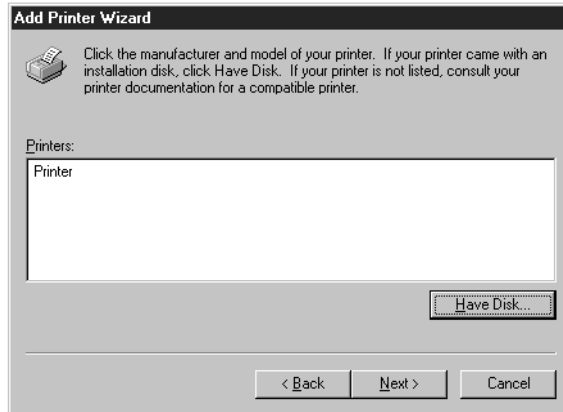 Add Printer Wizard
Click the manufacturer and model of your printer. If your printer came with an
installation disk, click Have Disk. If your printer is not listed, consult your
printer documentation for a compatible printer.
Printers:
Printer
Have Disk...
< Back
Next >
Cancel